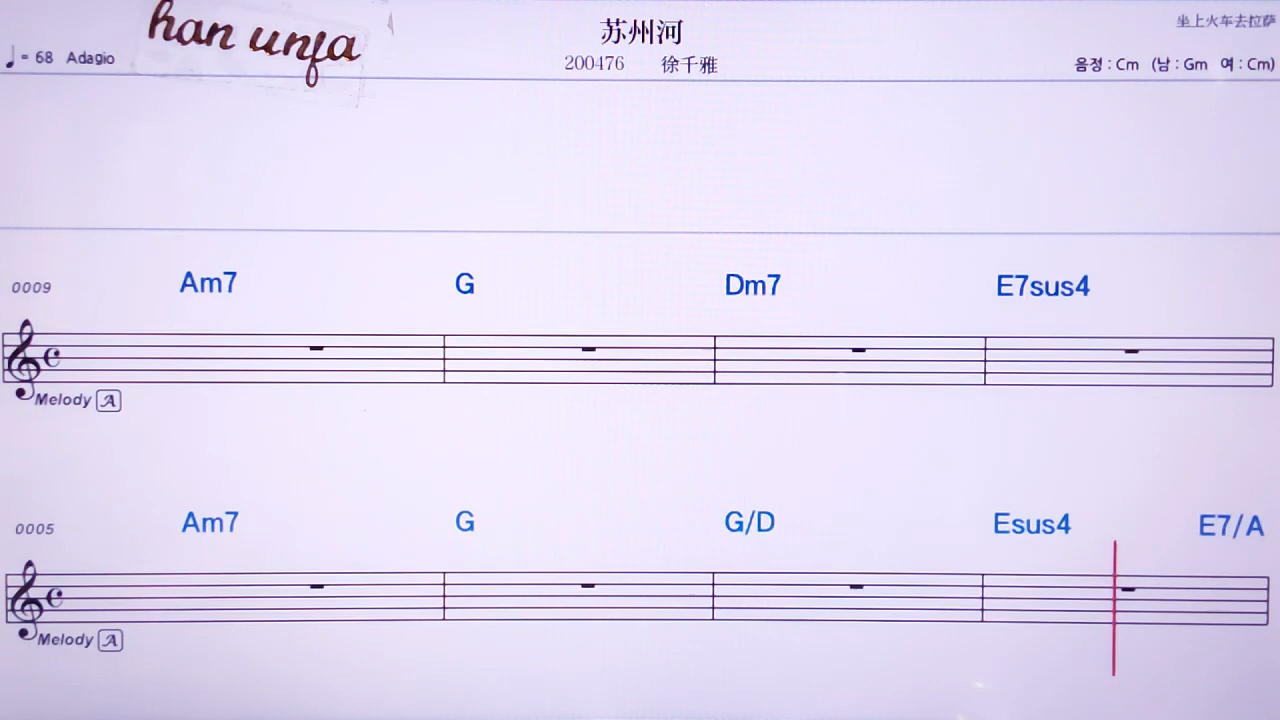 han unfa
苏州河
坐上火车去拉萨
♩= 68 Adagio
200476 徐千雅
음정 : Cm (남 : Gm 여 : Cm)
0009 Am7 G Dm7 E7sus4
Melody A
0005 Am7 G G/D Esus4 E7/A
Melody A